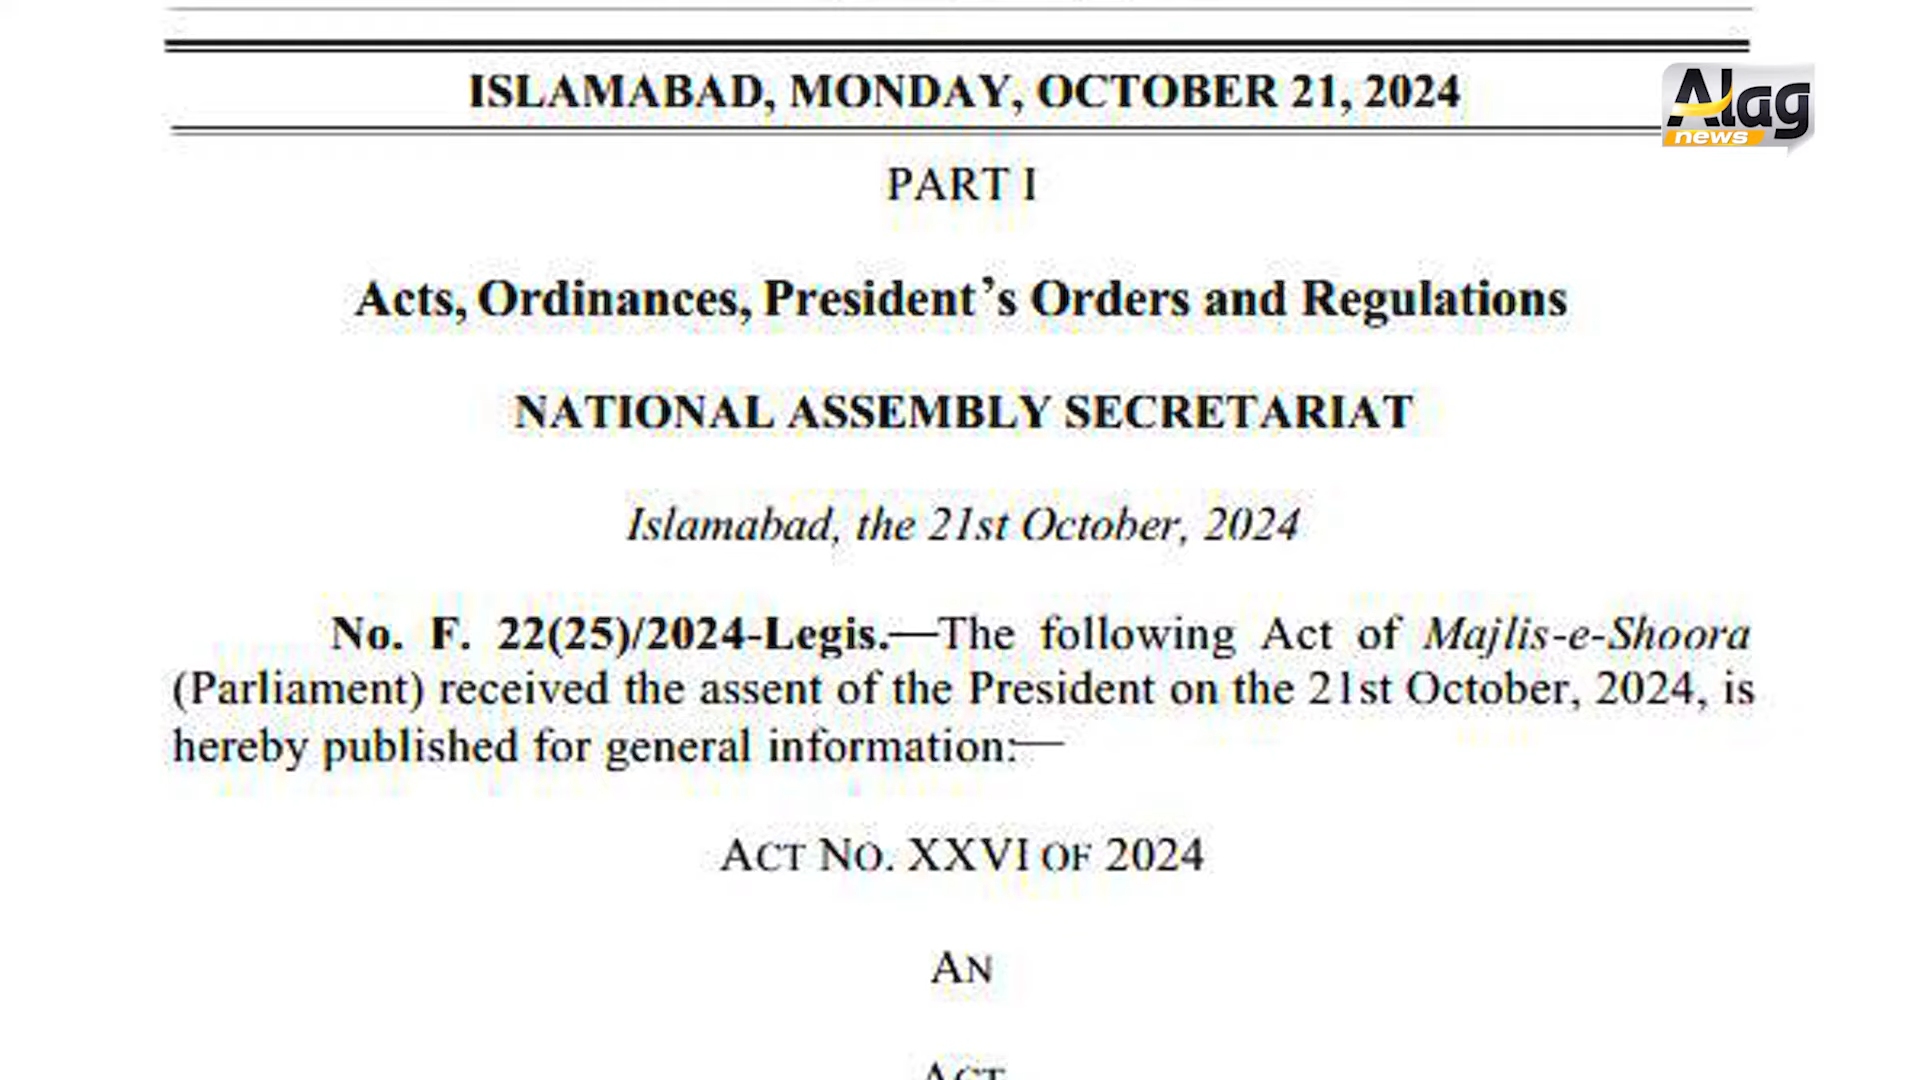 ISLAMABAD, MONDAY, OCTOBER 21, 2024
Alag
news
PART I
Acts, Ordinances, President’s Orders and Regulations
NATIONAL ASSEMBLY SECRETARIAT
Islamabad, the 21st October, 2024
No. F. 22(25)/2024-Legis.—The following Act of Majlis-e-Shoora
(Parliament) received the assent of the President on the 21st October, 2024, is
hereby published for general information:—
ACT NO. XXVI OF 2024
AN
ACT